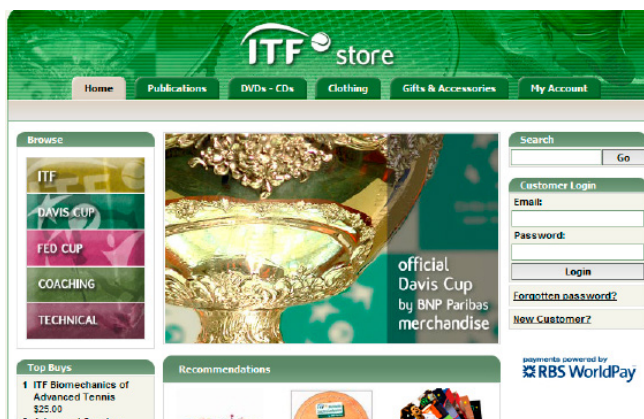 ITF store
Home
Publications
DVDs - CDs
Clothing
Gifts & Accessories
My Account
Browse
ITF
DAVIS CUP
FED CUP
COACHING
TECHNICAL
official
Davis Cup
by BNP Paribas
merchandise
Search
Go
Customer Login
Email:
Password:
Login
Forgotten password?
New Customer?
payments powered by
RBS WorldPay
Top Buys
1 ITF Biomechanics of
Advanced Tennis
$25.00
Recommendations